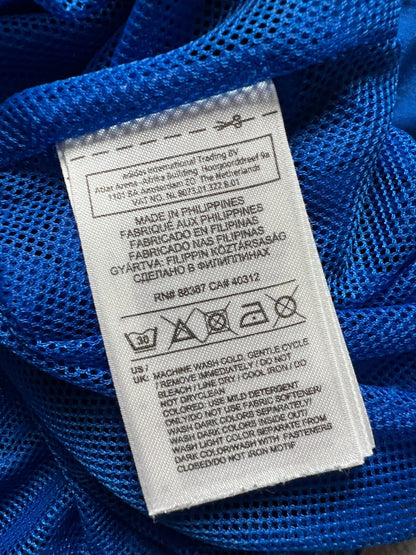 adidas International Trading BV
Atlas Arena-Afrika Building Hoogoorddreef 9a
1101 BA Amsterdam ZO The Netherlands
VAT NO. NL 8073.01.322.B.01
MADE IN PHILIPPINES
FABRIQUÉ AUX PHILIPPINES
FABRICADO EN FILIPINAS
FABRICADO NAS FILIPINAS
GYÁRTVA: FILIPPIN KÖZTÁRSASÁG
СДЕЛАНО В ФИЛИППИНАХ
RN# 88387 CA# 40312
30
US / MACHINE WASH COLD, GENTLE CYCLE
UK: / REMOVE IMMEDIATELY / DO NOT
BLEACH / LINE DRY / COOL IRON / DO
NOT DRYCLEAN
COLORED: / USE MILD DETERGENT
ONLY/DO NOT USE FABRIC SOFTENER/
WASH DARK COLORS SEPARATELY/
WASH DARK COLORS INSIDE OUT/
WASH LIGHT COLOR SEPARATE FROM
DARK COLOR/WASH WITH FASTENERS
CLOSED/DO NOT IRON MOTIF